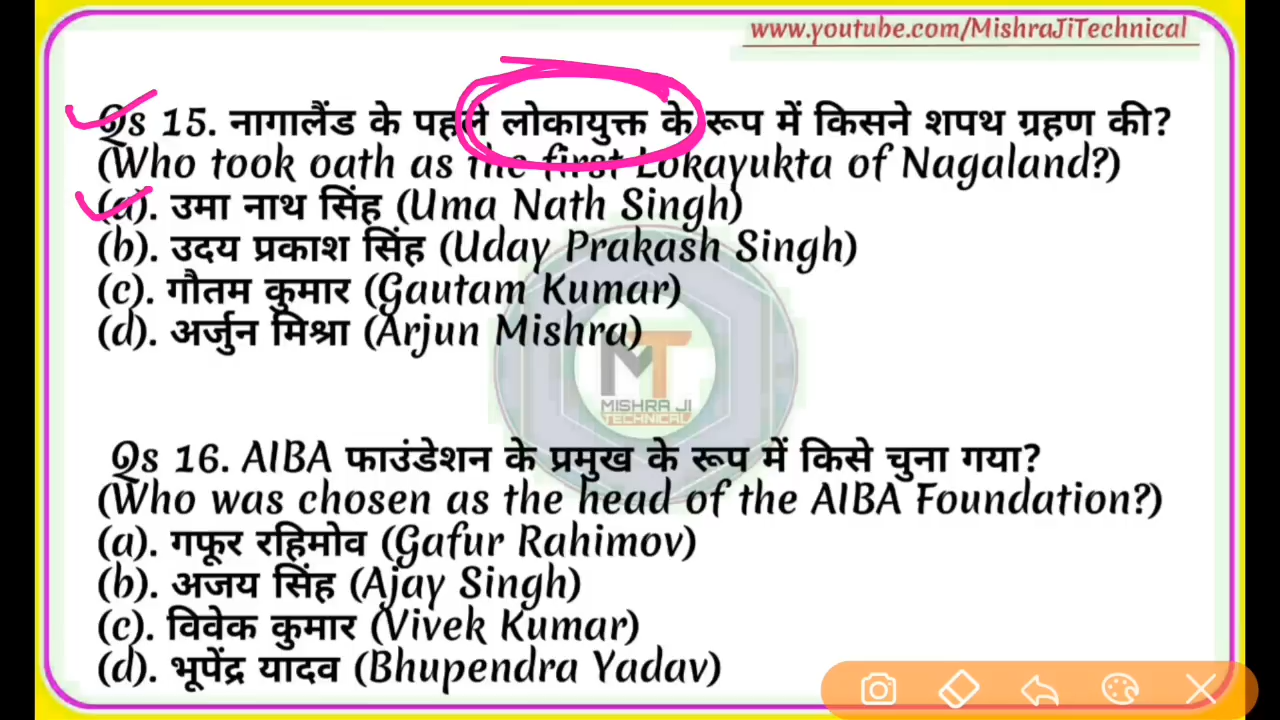 www.youtube.com/MishraJiTechnical
Qs 15. नागालैंड के पहले लोकायुक्त के रूप में किसने शपथ ग्रहण की?
(Who took oath as the first Lokayukta of Nagaland?)
(a). उमा नाथ सिंह (Uma Nath Singh)
(b). उदय प्रकाश सिंह (Uday Prakash Singh)
(c). गौतम कुमार (Gautam Kumar)
(d). अर्जुन मिश्रा (Arjun Mishra)
MT
MISHRA JI
TECHNICAL
Qs 16. AIBA फाउंडेशन के प्रमुख के रूप में किसे चुना गया?
(Who was chosen as the head of the AIBA Foundation?)
(a). गफूर रहिमोव (Gafur Rahimov)
(b). अजय सिंह (Ajay Singh)
(c). विवेक कुमार (Vivek Kumar)
(d). भूपेंद्र यादव (Bhupendra Yadav)